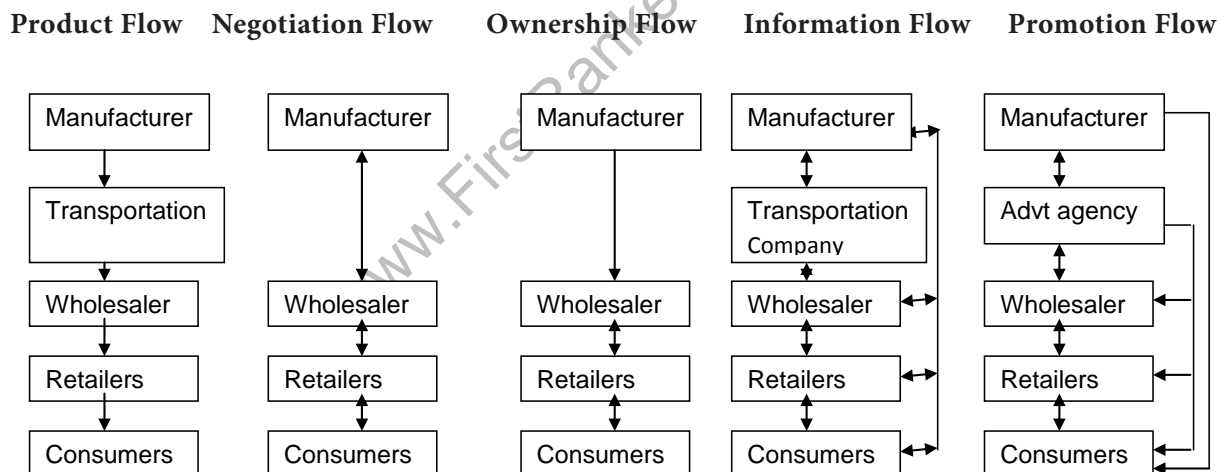 Product Flow Negotiation Flow Ownership Flow Information Flow Promotion Flow
Manufacturer Manufacturer Manufacturer Manufacturer Manufacturer
Transportation Transportation Advt agency
Company
Wholesaler Wholesaler Wholesaler Wholesaler Wholesaler
Retailers Retailers Retailers Retailers Retailers
Consumers Consumers Consumers Consumers Consumers